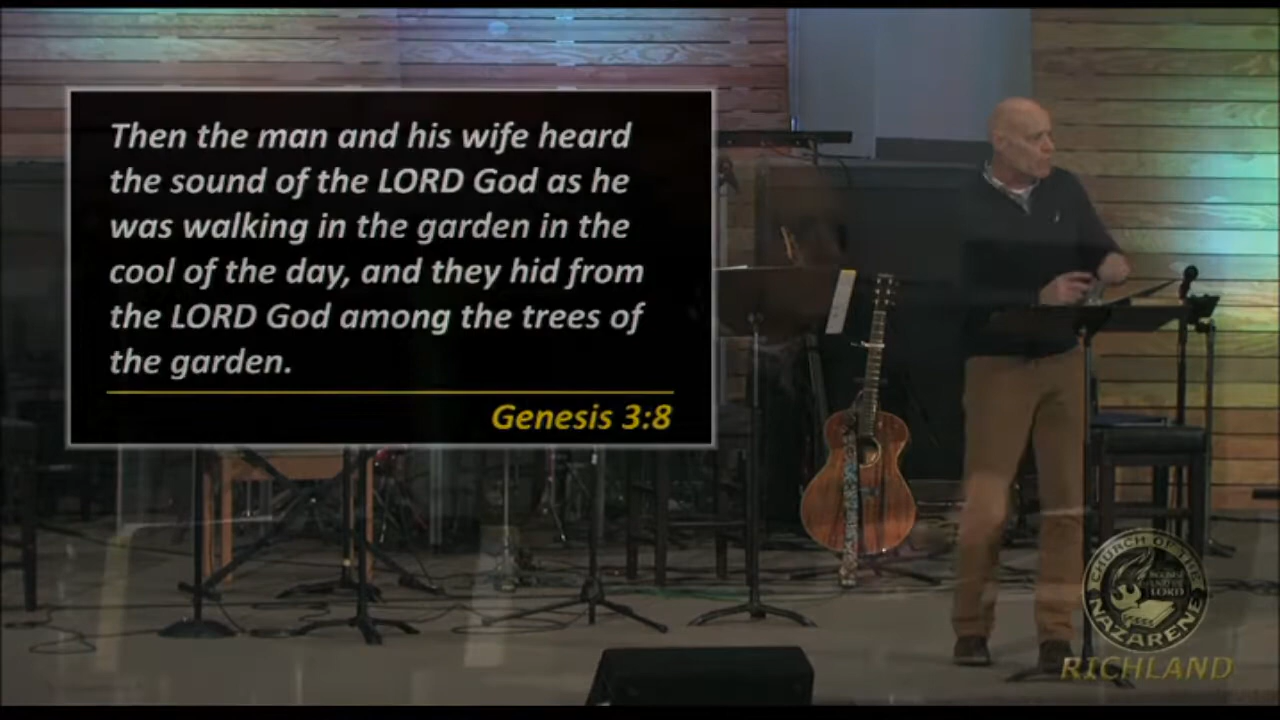 Then the man and his wife heard
the sound of the LORD God as he
was walking in the garden in the
cool of the day, and they hid from
the LORD God among the trees of
the garden.
Genesis 3:8
CHURCH OF THE
NAZARENE
RICHLAND